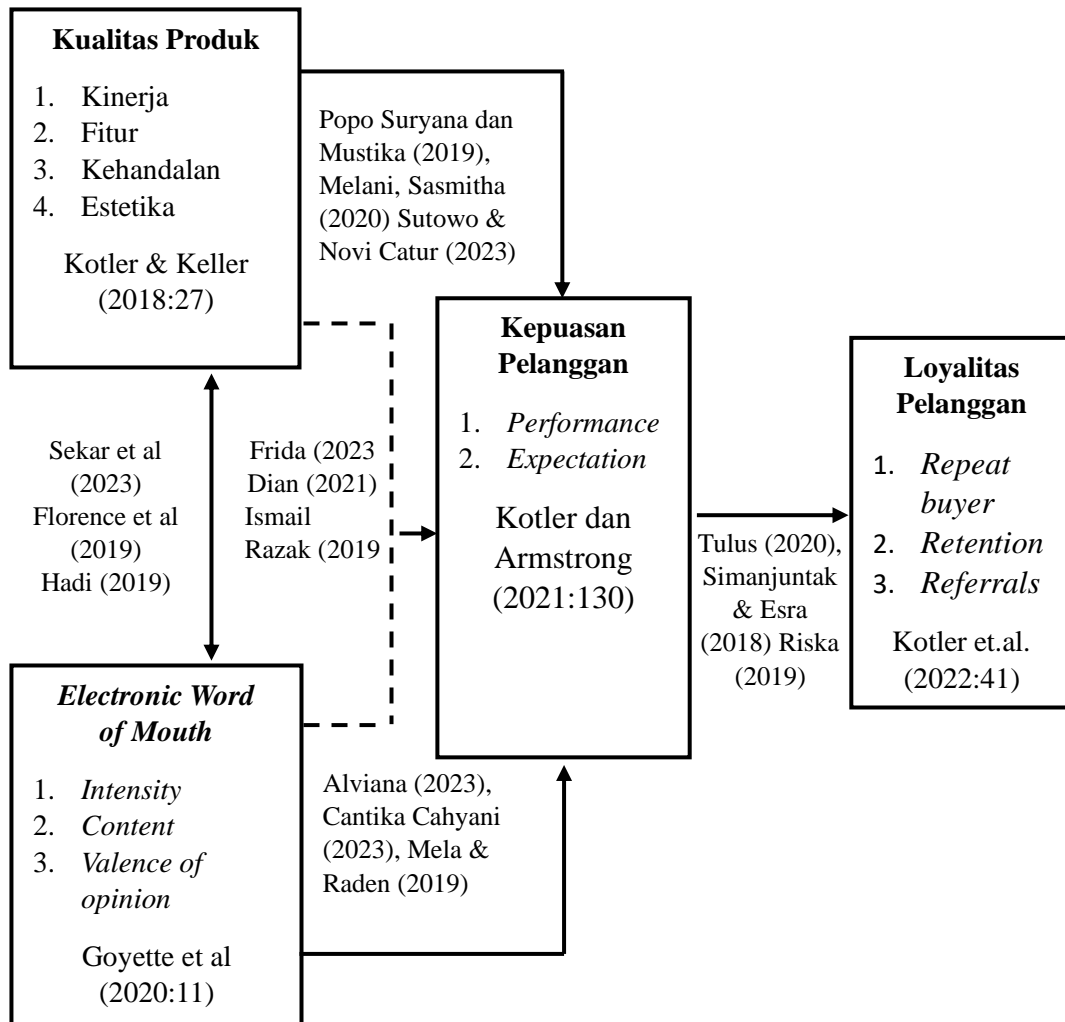 Kualitas Produk
1. Kinerja
2. Fitur
3. Kehandalan
4. Estetika
Kotler & Keller
(2018:27)
Popo Suryana dan
Mustika (2019),
Melani, Sasmitha
(2020) Sutowo &
Novi Catur (2023)
Sekar et al
(2023)
Florence et al
(2019)
Hadi (2019)
Frida (2023
Dian (2021)
Ismail
Razak (2019
Kepuasan
Pelanggan
1. Performance
2. Expectation
Kotler dan
Armstrong
(2021:130)
Tulus (2020),
Simanjuntak
& Esra
(2018) Riska
(2019)
Loyalitas
Pelanggan
1. Repeat
buyer
2. Retention
3. Referrals
Kotler et.al.
(2022:41)
Electronic Word
of Mouth
1. Intensity
2. Content
3. Valence of
opinion
Goyette et al
(2020:11)
Alviana (2023),
Cantika Cahyani
(2023), Mela &
Raden (2019)